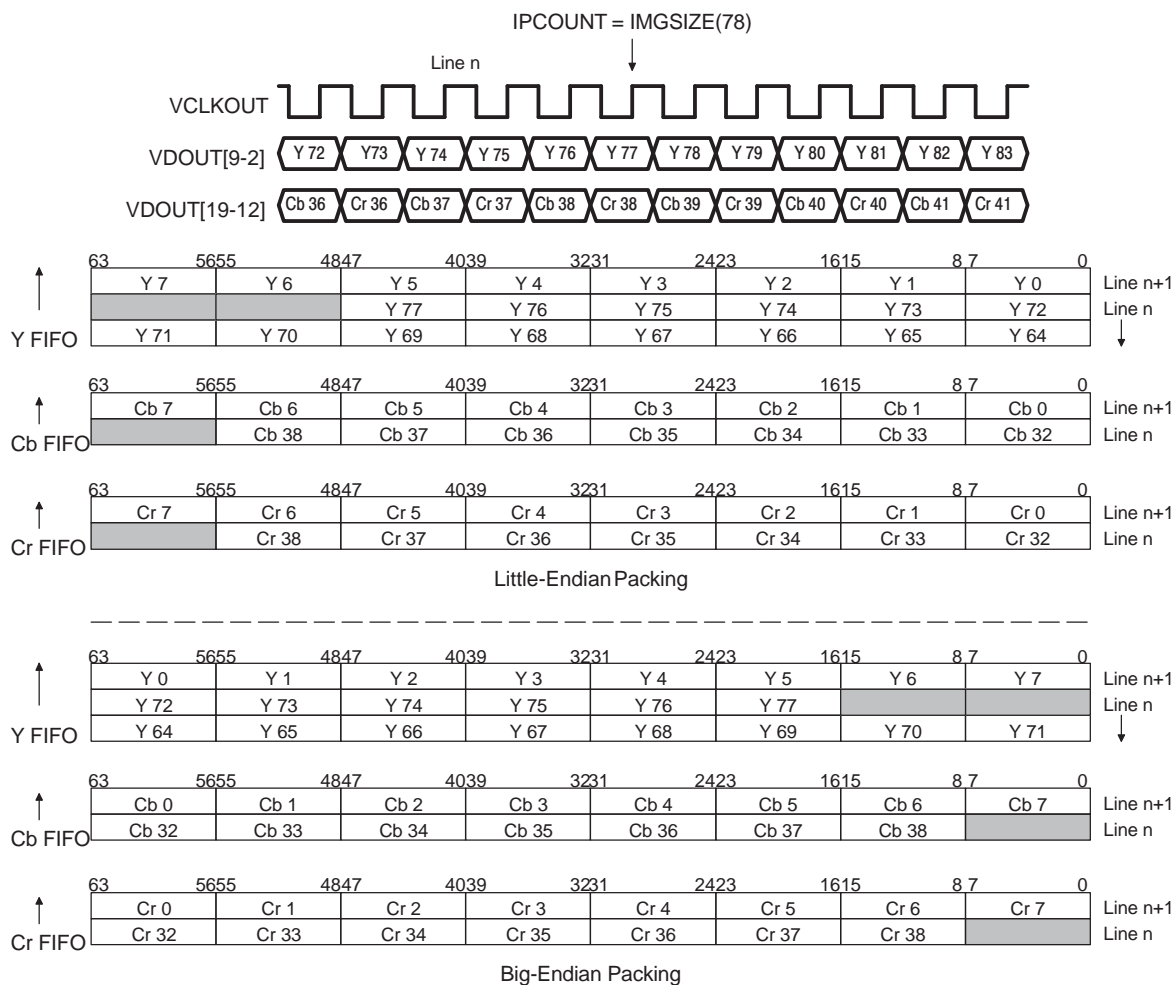 IPCOUNT = IMGSIZE(78)
Line n
VCLKOUT
VDOUT[9-2] Y 72 Y73 Y 74 Y 75 Y 76 Y 77 Y 78 Y 79 Y 80 Y 81 Y 82 Y 83
VDOUT[19-12] Cb 36 Cr 36 Cb 37 Cr 37 Cb 38 Cr 38 Cb 39 Cr 39 Cb 40 Cr 40 Cb 41 Cr 41
63 5655 4847 4039 3231 2423 1615 8 7 0
Y 7 Y 6 Y 5 Y 4 Y 3 Y 2 Y 1 Y 0 Line n+1
Y 77 Y 76 Y 75 Y 74 Y 73 Y 72 Line n
Y FIFO Y 71 Y 70 Y 69 Y 68 Y 67 Y 66 Y 65 Y 64
63 5655 4847 4039 3231 2423 1615 8 7 0
Cb 7 Cb 6 Cb 5 Cb 4 Cb 3 Cb 2 Cb 1 Cb 0 Line n+1
Cb FIFO Cb 38 Cb 37 Cb 36 Cb 35 Cb 34 Cb 33 Cb 32 Line n
63 5655 4847 4039 3231 2423 1615 8 7 0
Cr 7 Cr 6 Cr 5 Cr 4 Cr 3 Cr 2 Cr 1 Cr 0 Line n+1
Cr FIFO Cr 38 Cr 37 Cr 36 Cr 35 Cr 34 Cr 33 Cr 32 Line n
Little-Endian Packing
63 5655 4847 4039 3231 2423 1615 8 7 0
Y 0 Y 1 Y 2 Y 3 Y 4 Y 5 Y 6 Y 7 Line n+1
Y 72 Y 73 Y 74 Y 75 Y 76 Y 77 Line n
Y FIFO Y 64 Y 65 Y 66 Y 67 Y 68 Y 69 Y 70 Y 71
63 5655 4847 4039 3231 2423 1615 8 7 0
Cb 0 Cb 1 Cb 2 Cb 3 Cb 4 Cb 5 Cb 6 Cb 7 Line n+1
Cb FIFO Cb 32 Cb 33 Cb 34 Cb 35 Cb 36 Cb 37 Cb 38 Line n
63 5655 4847 4039 3231 2423 1615 8 7 0
Cr 0 Cr 1 Cr 2 Cr 3 Cr 4 Cr 5 Cr 6 Cr 7 Line n+1
Cr FIFO Cr 32 Cr 33 Cr 34 Cr 35 Cr 36 Cr 37 Cr 38 Line n
Big-Endian Packing